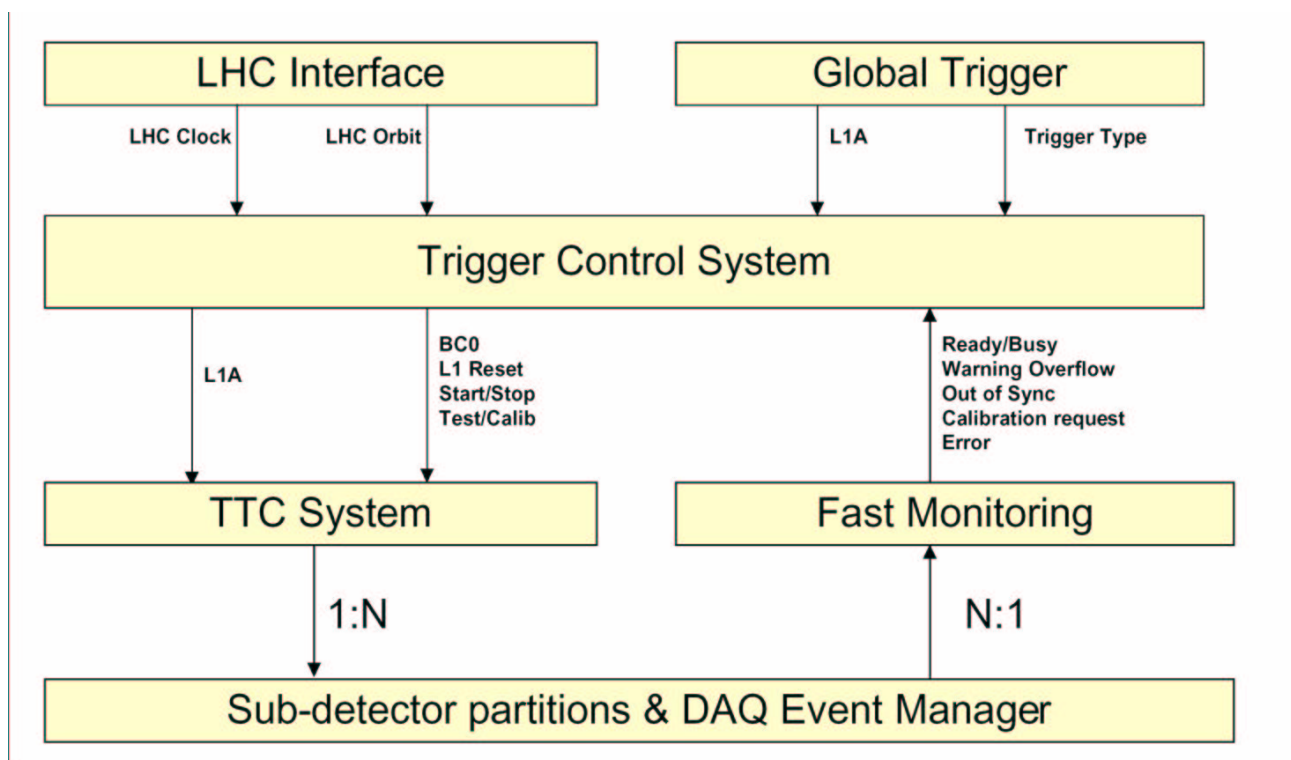 LHC Interface
Global Trigger
LHC Clock
LHC Orbit
L1A
Trigger Type
Trigger Control System
L1A
BC0
L1 Reset
Start/Stop
Test/Calib
Ready/Busy
Warning Overflow
Out of Sync
Calibration request
Error
TTC System
Fast Monitoring
1:N
N:1
Sub-detector partitions & DAQ Event Manager